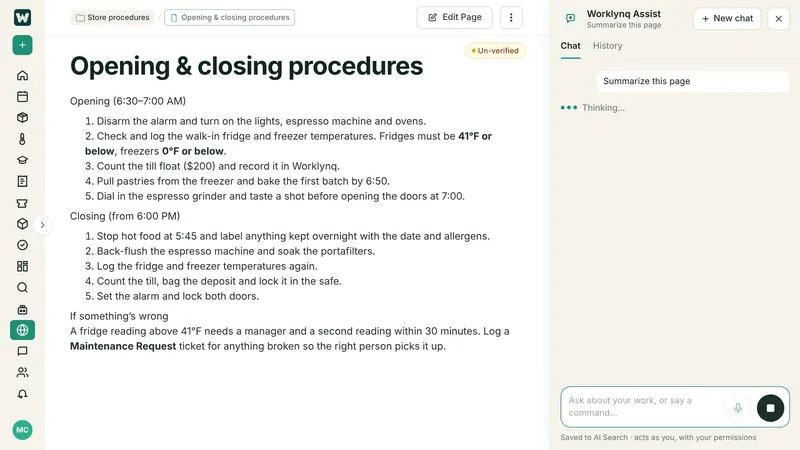 W
Store procedures / Opening & closing procedures
Edit Page
Un-verified
Opening & closing procedures
Opening (6:30–7:00 AM)
1. Disarm the alarm and turn on the lights, espresso machine and ovens.
2. Check and log the walk-in fridge and freezer temperatures. Fridges must be 41°F or
below, freezers 0°F or below.
3. Count the till float ($200) and record it in Worklynq.
4. Pull pastries from the freezer and bake the first batch by 6:50.
5. Dial in the espresso grinder and taste a shot before opening the doors at 7:00.
Closing (from 6:00 PM)
1. Stop hot food at 5:45 and label anything kept overnight with the date and allergens.
2. Back-flush the espresso machine and soak the portafilters.
3. Log the fridge and freezer temperatures again.
4. Count the till, bag the deposit and lock it in the safe.
5. Set the alarm and lock both doors.
If something's wrong
A fridge reading above 41°F needs a manager and a second reading within 30 minutes. Log a
Maintenance Request ticket for anything broken so the right person picks it up.
MC
Worklynq Assist
Summarize this page
+ New chat
Chat
History
Summarize this page
Thinking...
Ask about your work, or say a
command...
Saved to AI Search · acts as you, with your permissions